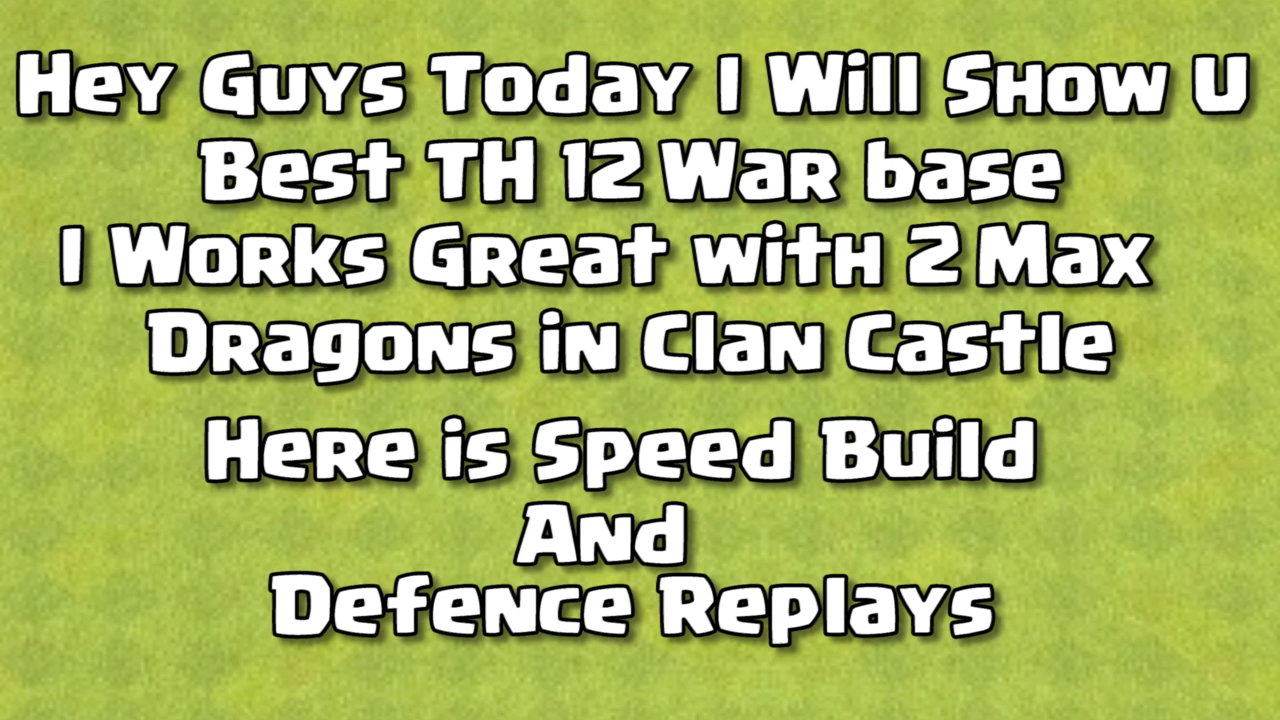 Hey Guys Today I Will Show U
Best TH 12 War base
I Works Great with 2 Max
Dragons in Clan Castle
Here is Speed Build
And
Defence Replays